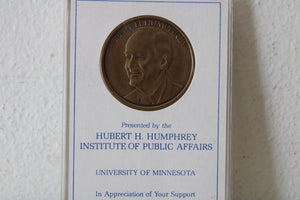 Presented by the
HUBERT H. HUMPHREY
INSTITUTE OF PUBLIC AFFAIRS
UNIVERSITY OF MINNESOTA
In Appreciation of Your Support